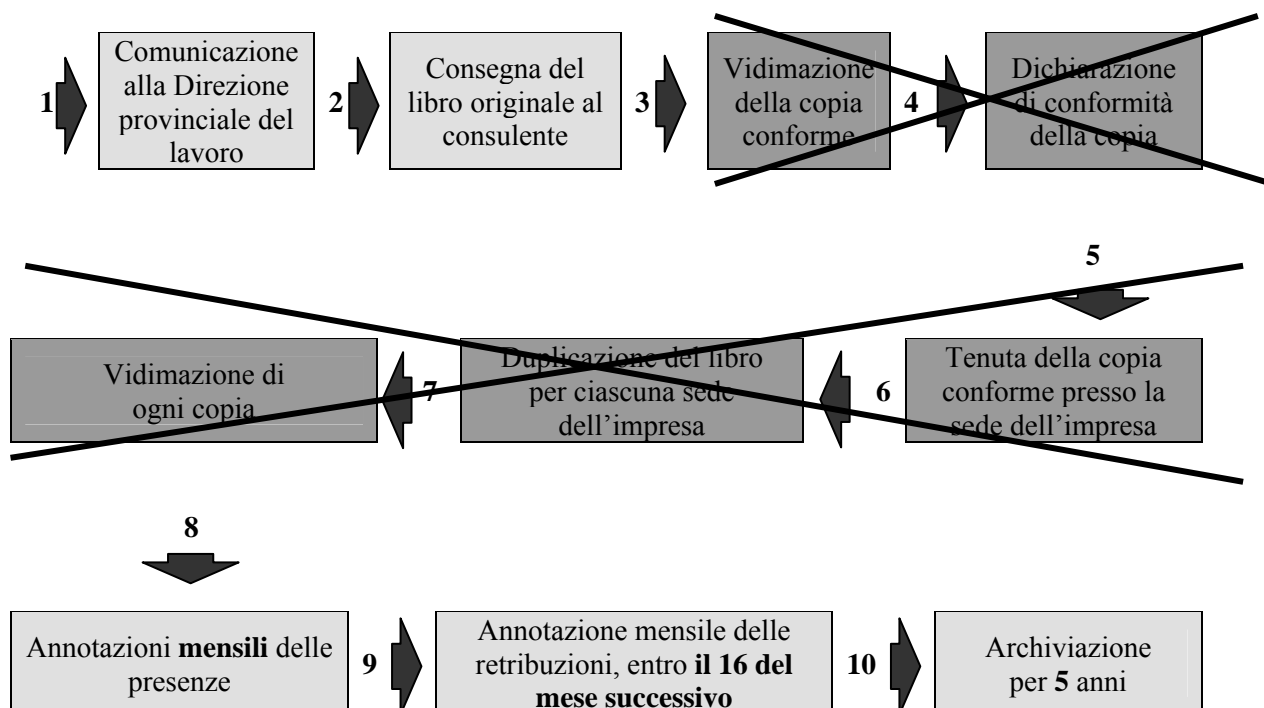 1
Comunicazione
alla Direzione
provinciale del
lavoro
2
Consegna del
libro originale al
consulente
3
Vidimazione
della copia
conforme
4
Dichiarazione
di conformità
della copia
5
Tenuta della copia
conforme presso la
sede dell’impresa
6
Duplicazione del libro
per ciascuna sede
dell’impresa
7
Vidimazione di
ogni copia
8
Annotazioni mensili delle
presenze
9
Annotazione mensile delle
retribuzioni, entro il 16 del
mese successivo
10
Archiviazione
per 5 anni